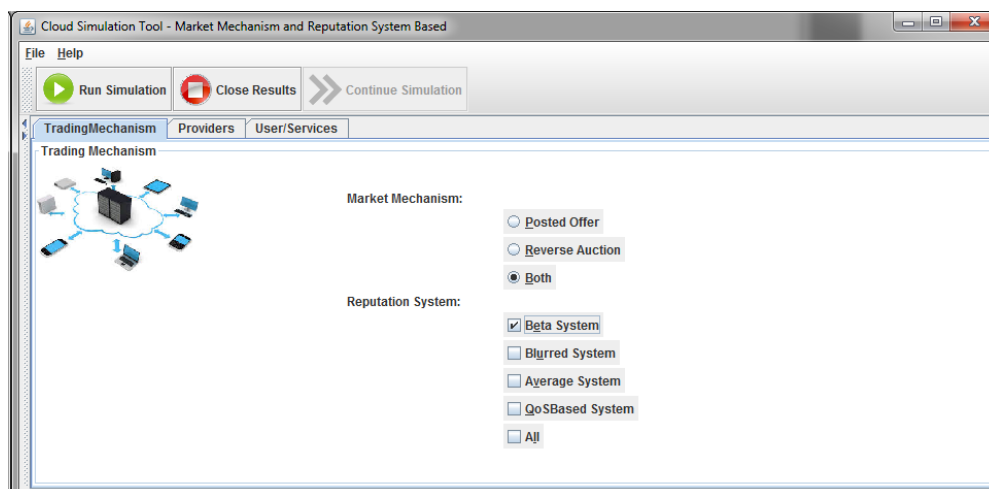 Cloud Simulation Tool - Market Mechanism and Reputation System Based
File Help
Run Simulation Close Results Continue Simulation
TradingMechanism Providers User/Services
Trading Mechanism
Market Mechanism:
Posted Offer
Reverse Auction
Both
Reputation System:
Beta System
Blurred System
Average System
QoSBased System
All